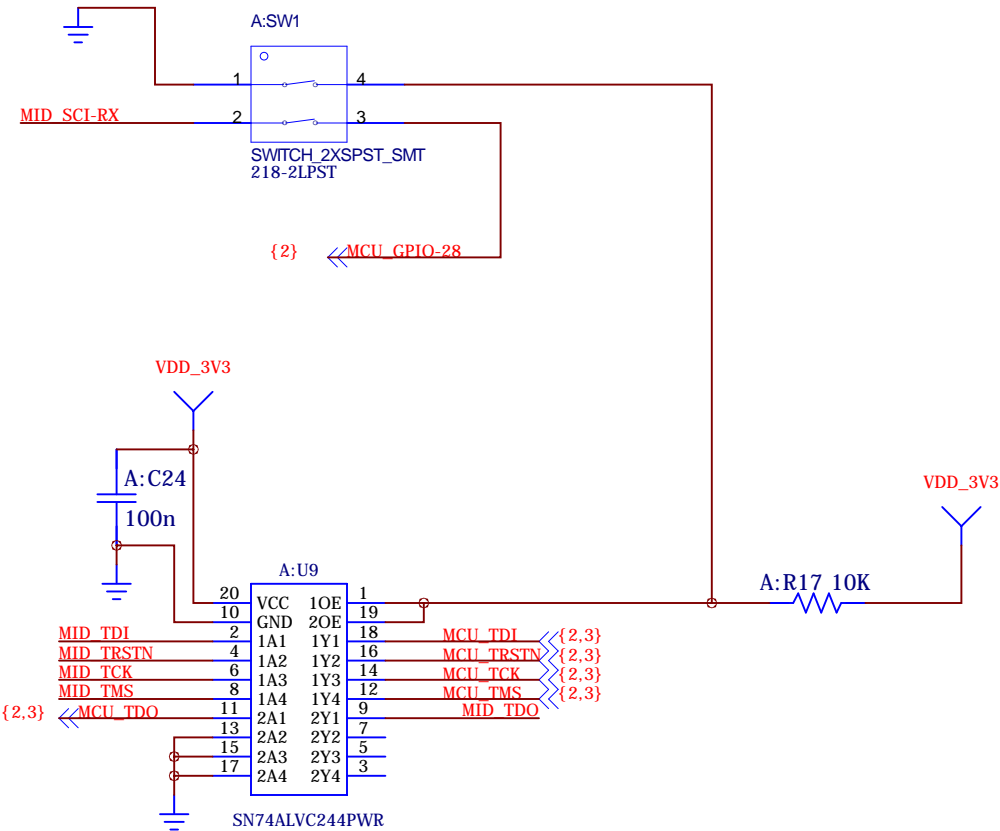 A:SW1
1
4
MID_SCI-RX
2
3
SWITCH_2XSPST_SMT
218-2LPST
{2}
MCU_GPIO-28
VDD_3V3
A:C24
100n
VDD_3V3
A:U9
A:R17 10K
20 VCC 1OE 1
10 GND 2OE 19
MID_TDI 2 1A1 1Y1 18 MCU_TDI {2,3}
MID_TRSTN 4 1A2 1Y2 16 MCU_TRSTN {2,3}
MID_TCK 6 1A3 1Y3 14 MCU_TCK {2,3}
MID_TMS 8 1A4 1Y4 12 MCU_TMS {2,3}
{2,3} MCU_TDO 11 2A1 2Y1 9 MID_TDO
13 2A2 2Y2 7
15 2A3 2Y3 5
17 2A4 2Y4 3
SN74ALVC244PWR